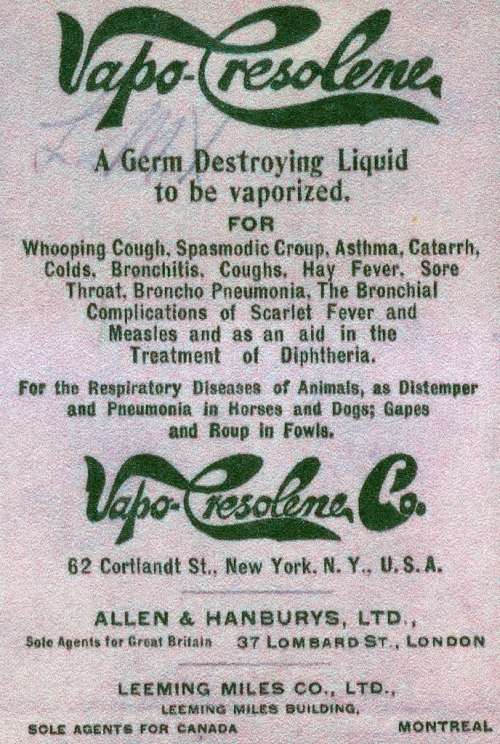 Vapo-Cresolene
A Germ Destroying Liquid
to be vaporized.
FOR
Whooping Cough, Spasmodic Croup, Asthma, Catarrh,
Colds, Bronchitis, Coughs, Hay Fever, Sore
Throat, Broncho Pneumonia, The Bronchial
Complications of Scarlet Fever and
Measles and as an aid in the
Treatment of Diphtheria.
For the Respiratory Diseases of Animals, as Distemper
and Pneumonia in Horses and Dogs; Gapes
and Roup in Fowls.
Vapo-Cresolene Co.
62 Cortlandt St., New York, N. Y., U. S. A.
ALLEN & HANBURYS, LTD.,
Sole Agents for Great Britain 37 LOMBARD ST., LONDON
LEEMING MILES CO., LTD.,
LEEMING MILES BUILDING,
SOLE AGENTS FOR CANADA MONTREAL